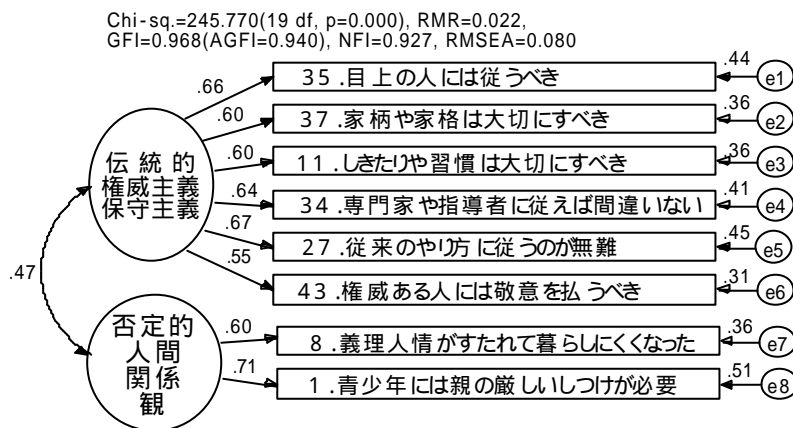 Chi-sq.=245.770(19 df, p=0.000), RMR=0.022,
GFI=0.968(AGFI=0.940), NFI=0.927, RMSEA=0.080
伝統的
権威主義
保守主義
.47
否定的
人間
関係
観
.66
35.目上の人には従うべき
.44
e1
.60
37.家柄や家格は大切にすべき
.36
e2
.60
11.しきたりや習慣は大切にすべき
.36
e3
.64
34.専門家や指導者に従えば間違いない
.41
e4
.67
27.従来のやり方に従うのが無難
.45
e5
.55
43.権威ある人には敬意を払うべき
.31
e6
.60
8.義理人情がすたれて暮らしにくくなった
.36
e7
.71
1.青少年には親の厳しいしつけが必要
.51
e8